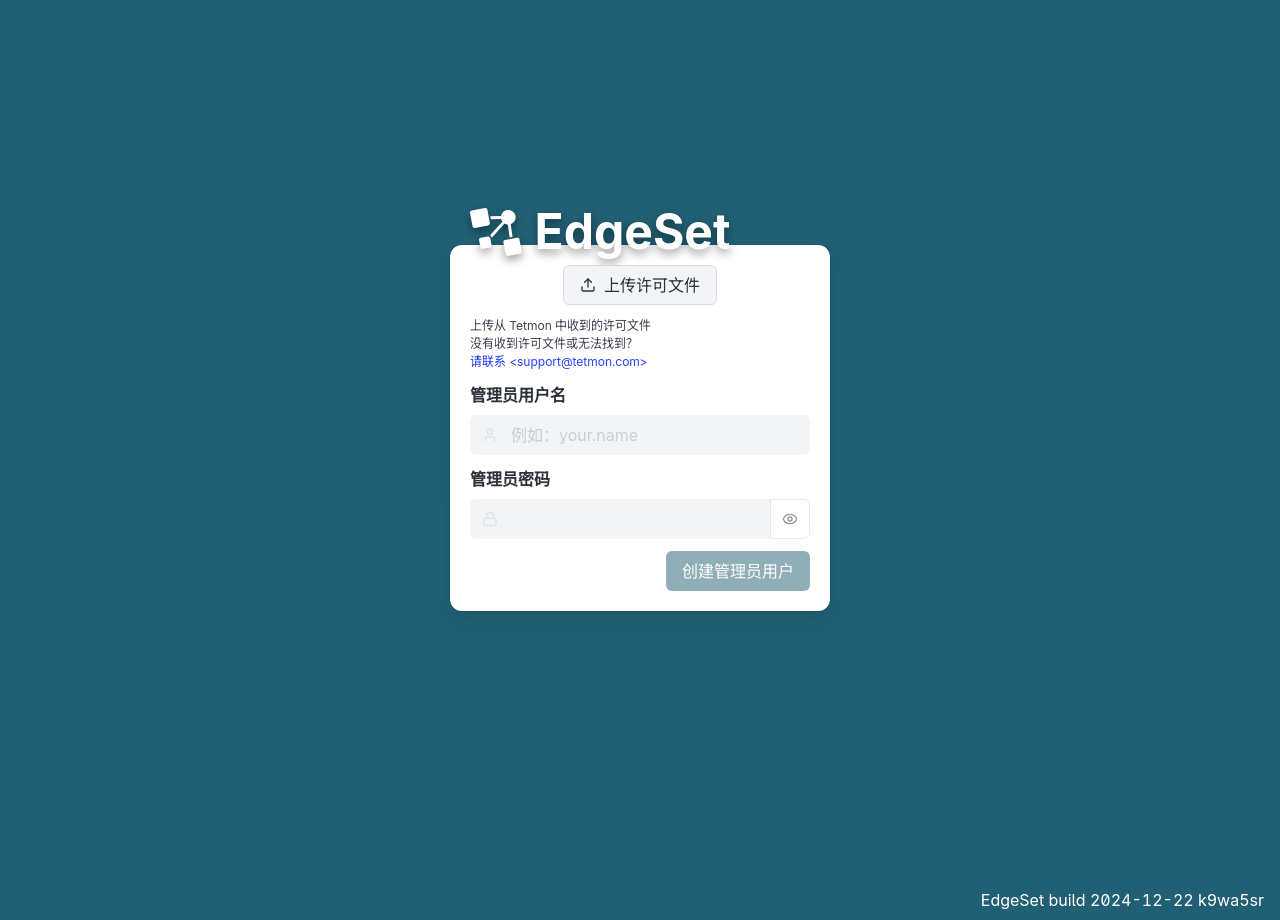 EdgeSet
上传许可文件
上传从 Tetmon 中收到的许可文件
没有收到许可文件或无法找到?
请联系 <support@tetmon.com>
管理员用户名
例如：your.name
管理员密码
创建管理员用户
EdgeSet build 2024-12-22 k9wa5sr